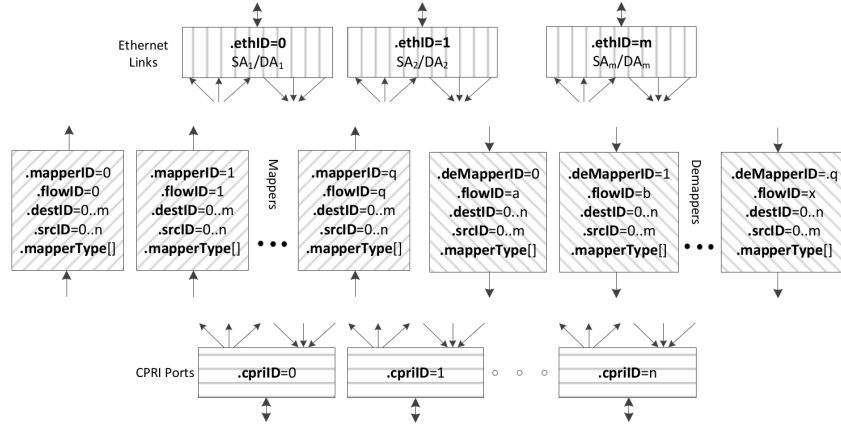 Ethernet
Links
.ethID=0
SA1/DA1
.ethID=1
SA2/DA2
.ethID=m
SAm/DAm
.mapperID=0
.flowID=0
.destID=0..m
.srcID=0..n
.mapperType[]
.mapperID=1
.flowID=1
.destID=0..m
.srcID=0..n
.mapperType[]
Mappers
.mapperID=q
.flowID=q
.destID=0..m
.srcID=0..n
.mapperType[]
.deMapperID=0
.flowID=a
.destID=0..n
.srcID=0..m
.mapperType[]
.deMapperID=1
.flowID=b
.destID=0..n
.srcID=0..m
.mapperType[]
Demappers
.deMapperID=.q
.flowID=x
.destID=0..n
.srcID=0..m
.mapperType[]
CPRI Ports
.cpriID=0
.cpriID=1
.cpriID=n